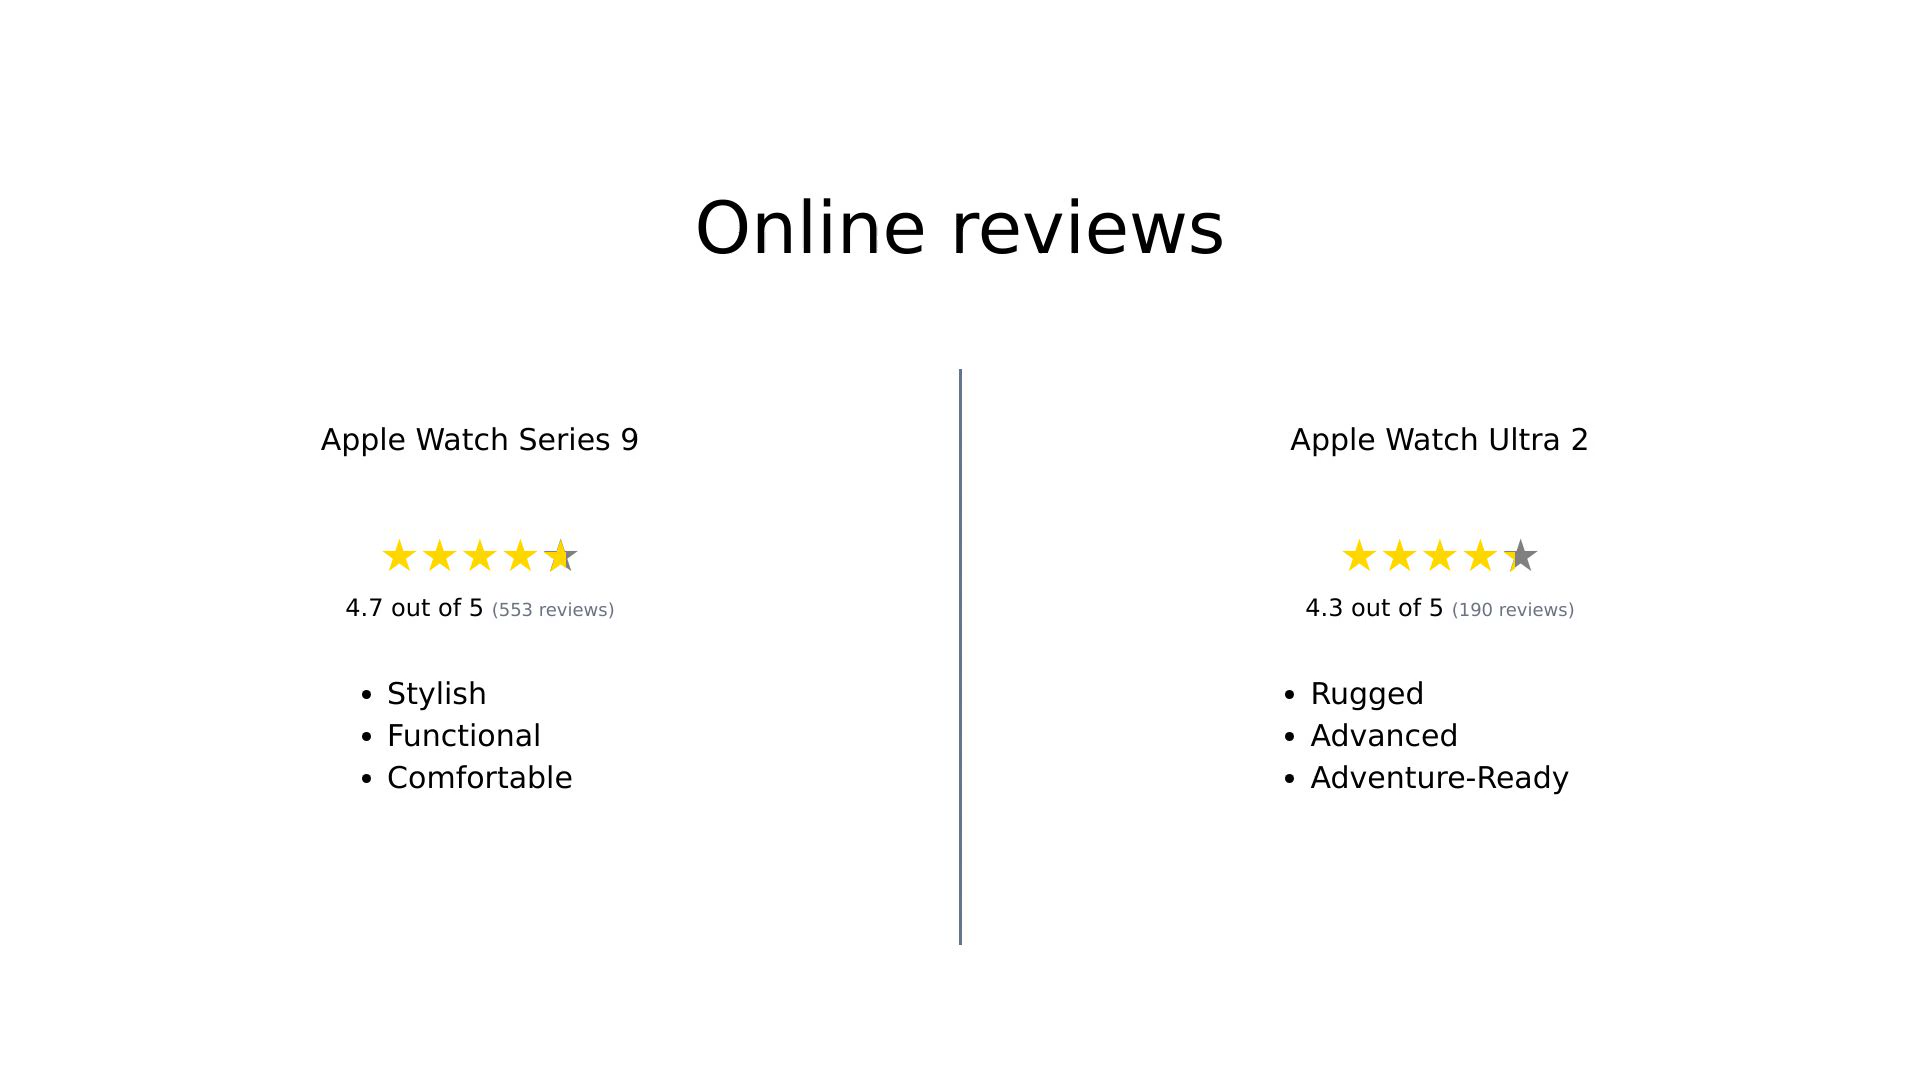 Online reviews
Apple Watch Series 9
4.7 out of 5 (553 reviews)
• Stylish
• Functional
• Comfortable
Apple Watch Ultra 2
4.3 out of 5 (190 reviews)
• Rugged
• Advanced
• Adventure-Ready